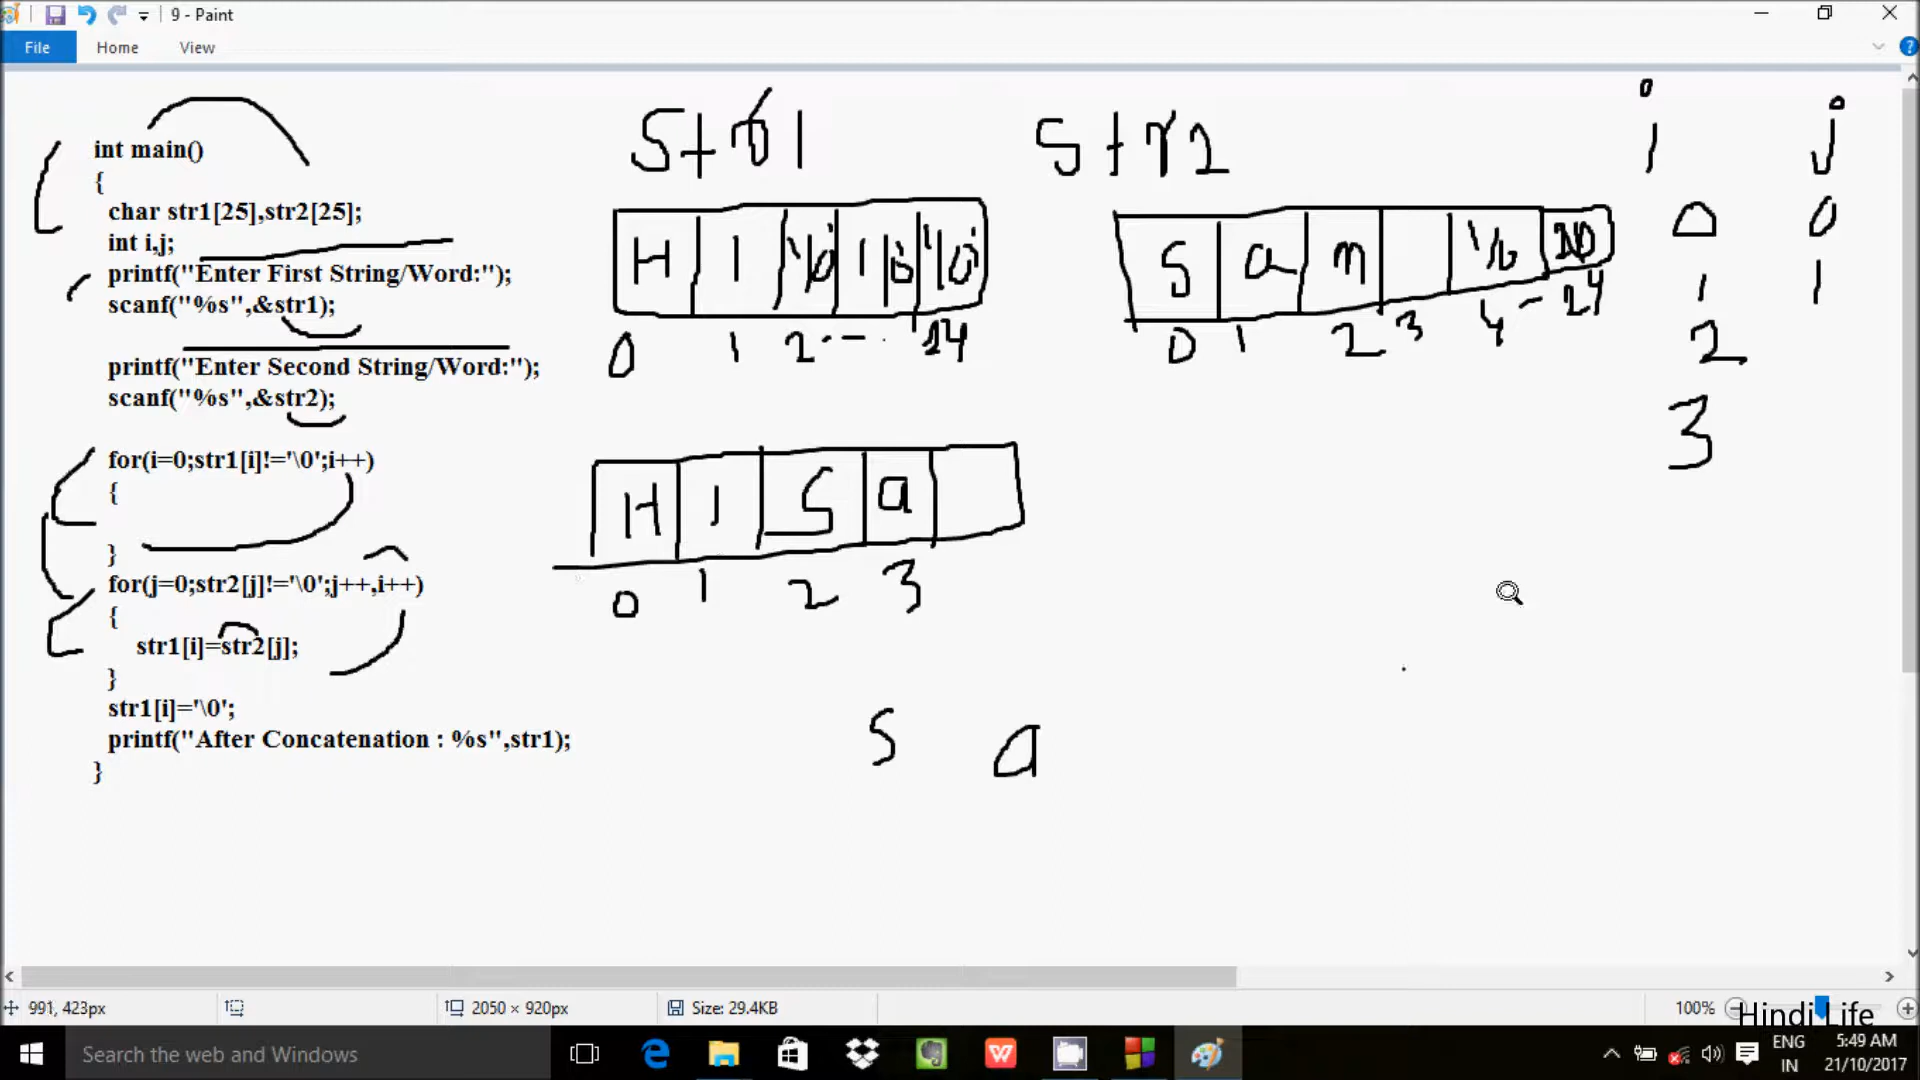 9 - Paint
File Home View
int main()
{
char str1[25],str2[25];
int i,j;
printf("Enter First String/Word:");
scanf("%s",&str1);
printf("Enter Second String/Word:");
scanf("%s",&str2);
for(i=0;str1[i]!='\0';i++)
{
}
for(j=0;str2[j]!='\0';j++,i++)
{
str1[i]=str2[j];
}
str1[i]='\0';
printf("After Concatenation : %s",str1);
}
Str1
H I
0 1 2 24
Str2
S a m
0 1 2 3 4 - 24
i j
0 0
1 1
2
3
H I S a
0 1 2 3
S a
991, 423px
2050 × 920px
Size: 29.4KB
100%
Hindi Life
Search the web and Windows
ENG
IN
5:49 AM
21/10/2017